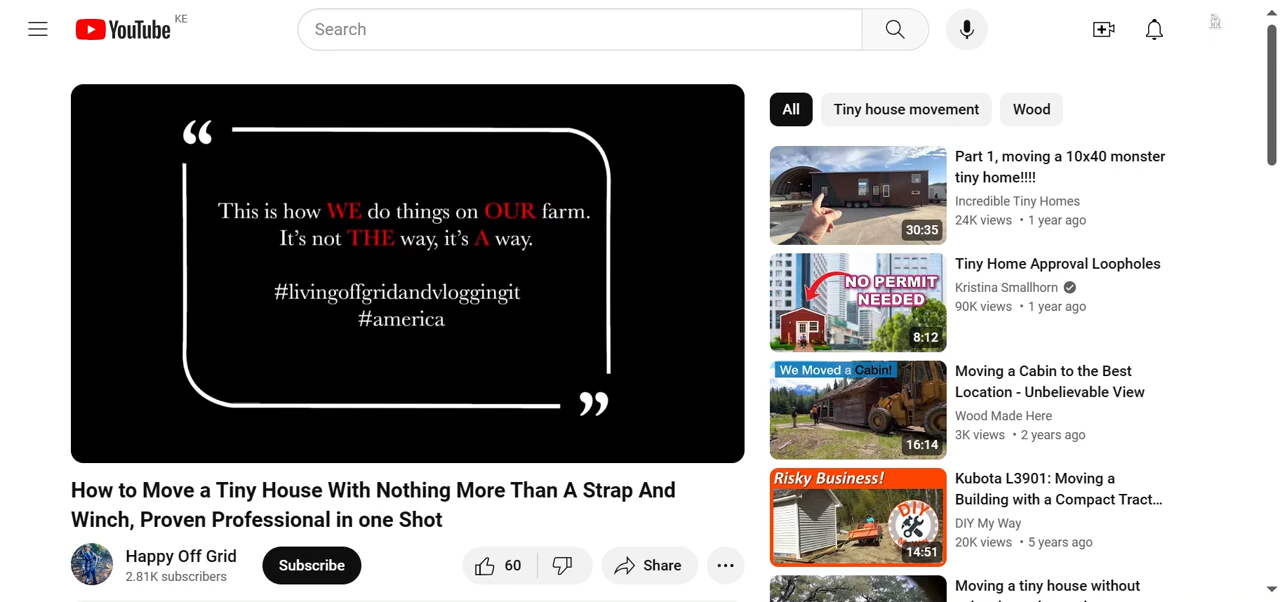 YouTube KE
Search
“
This is how WE do things on OUR farm.
It’s not THE way, it’s A way.
#livingoffgridandvloggingit
#america
”
How to Move a Tiny House With Nothing More Than A Strap And
Winch, Proven Professional in one Shot
Happy Off Grid
2.81K subscribers
Subscribe
60
Share
All
Tiny house movement
Wood
30:35
Part 1, moving a 10x40 monster
tiny home!!!!
Incredible Tiny Homes
24K views • 1 year ago
NO PERMIT
NEEDED
8:12
Tiny Home Approval Loopholes
Kristina Smallhorn
90K views • 1 year ago
We Moved a Cabin!
16:14
Moving a Cabin to the Best
Location - Unbelievable View
Wood Made Here
3K views • 2 years ago
Risky Business!
DIY
14:51
Kubota L3901: Moving a
Building with a Compact Tract…
DIY My Way
20K views • 5 years ago
Moving a tiny house without